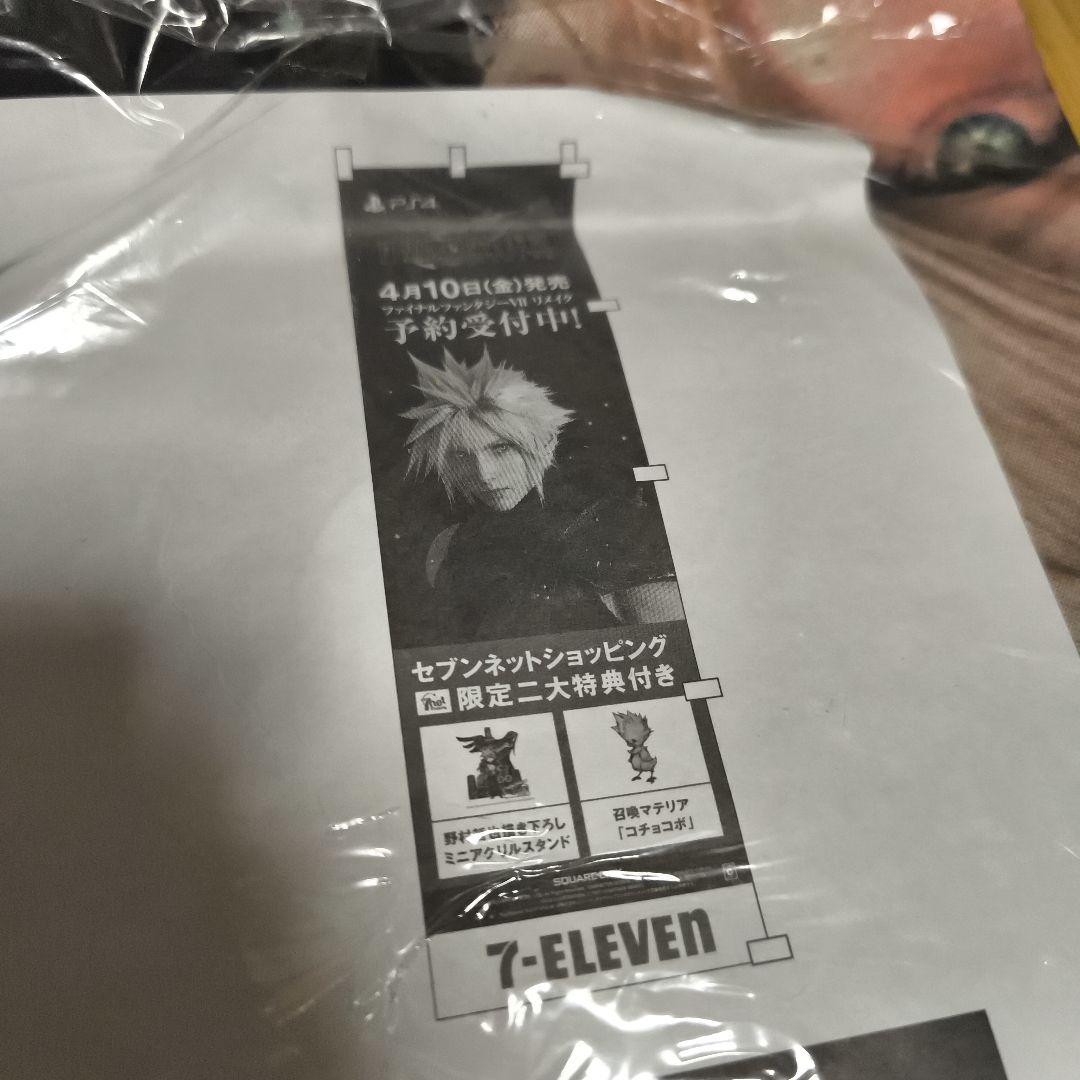 PS4
4月10日(金)発売
ファイナルファンタジーVII リメイク
予約受付中!
セブンネットショッピング
限定二大特典付き
野村 描き下ろし
ミニアクリルスタンド
召喚マテリア
「コチョコボ」
7-ELEVEn